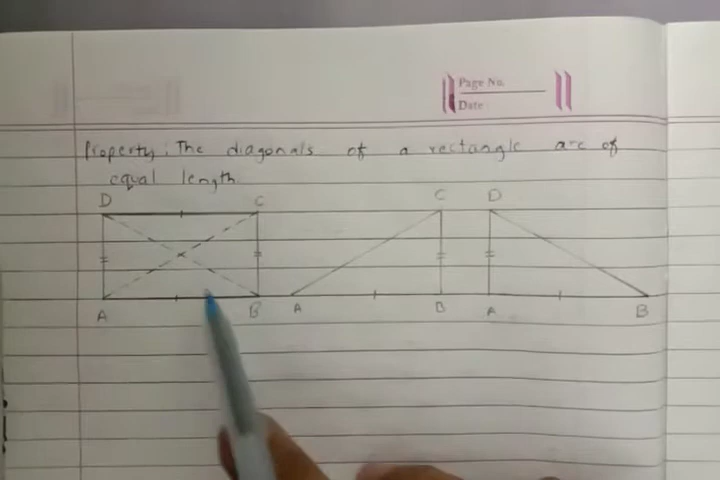 Page No.
Date
Property: The diagonals of a rectangle are of
equal length.
D C C D
A B A B A B